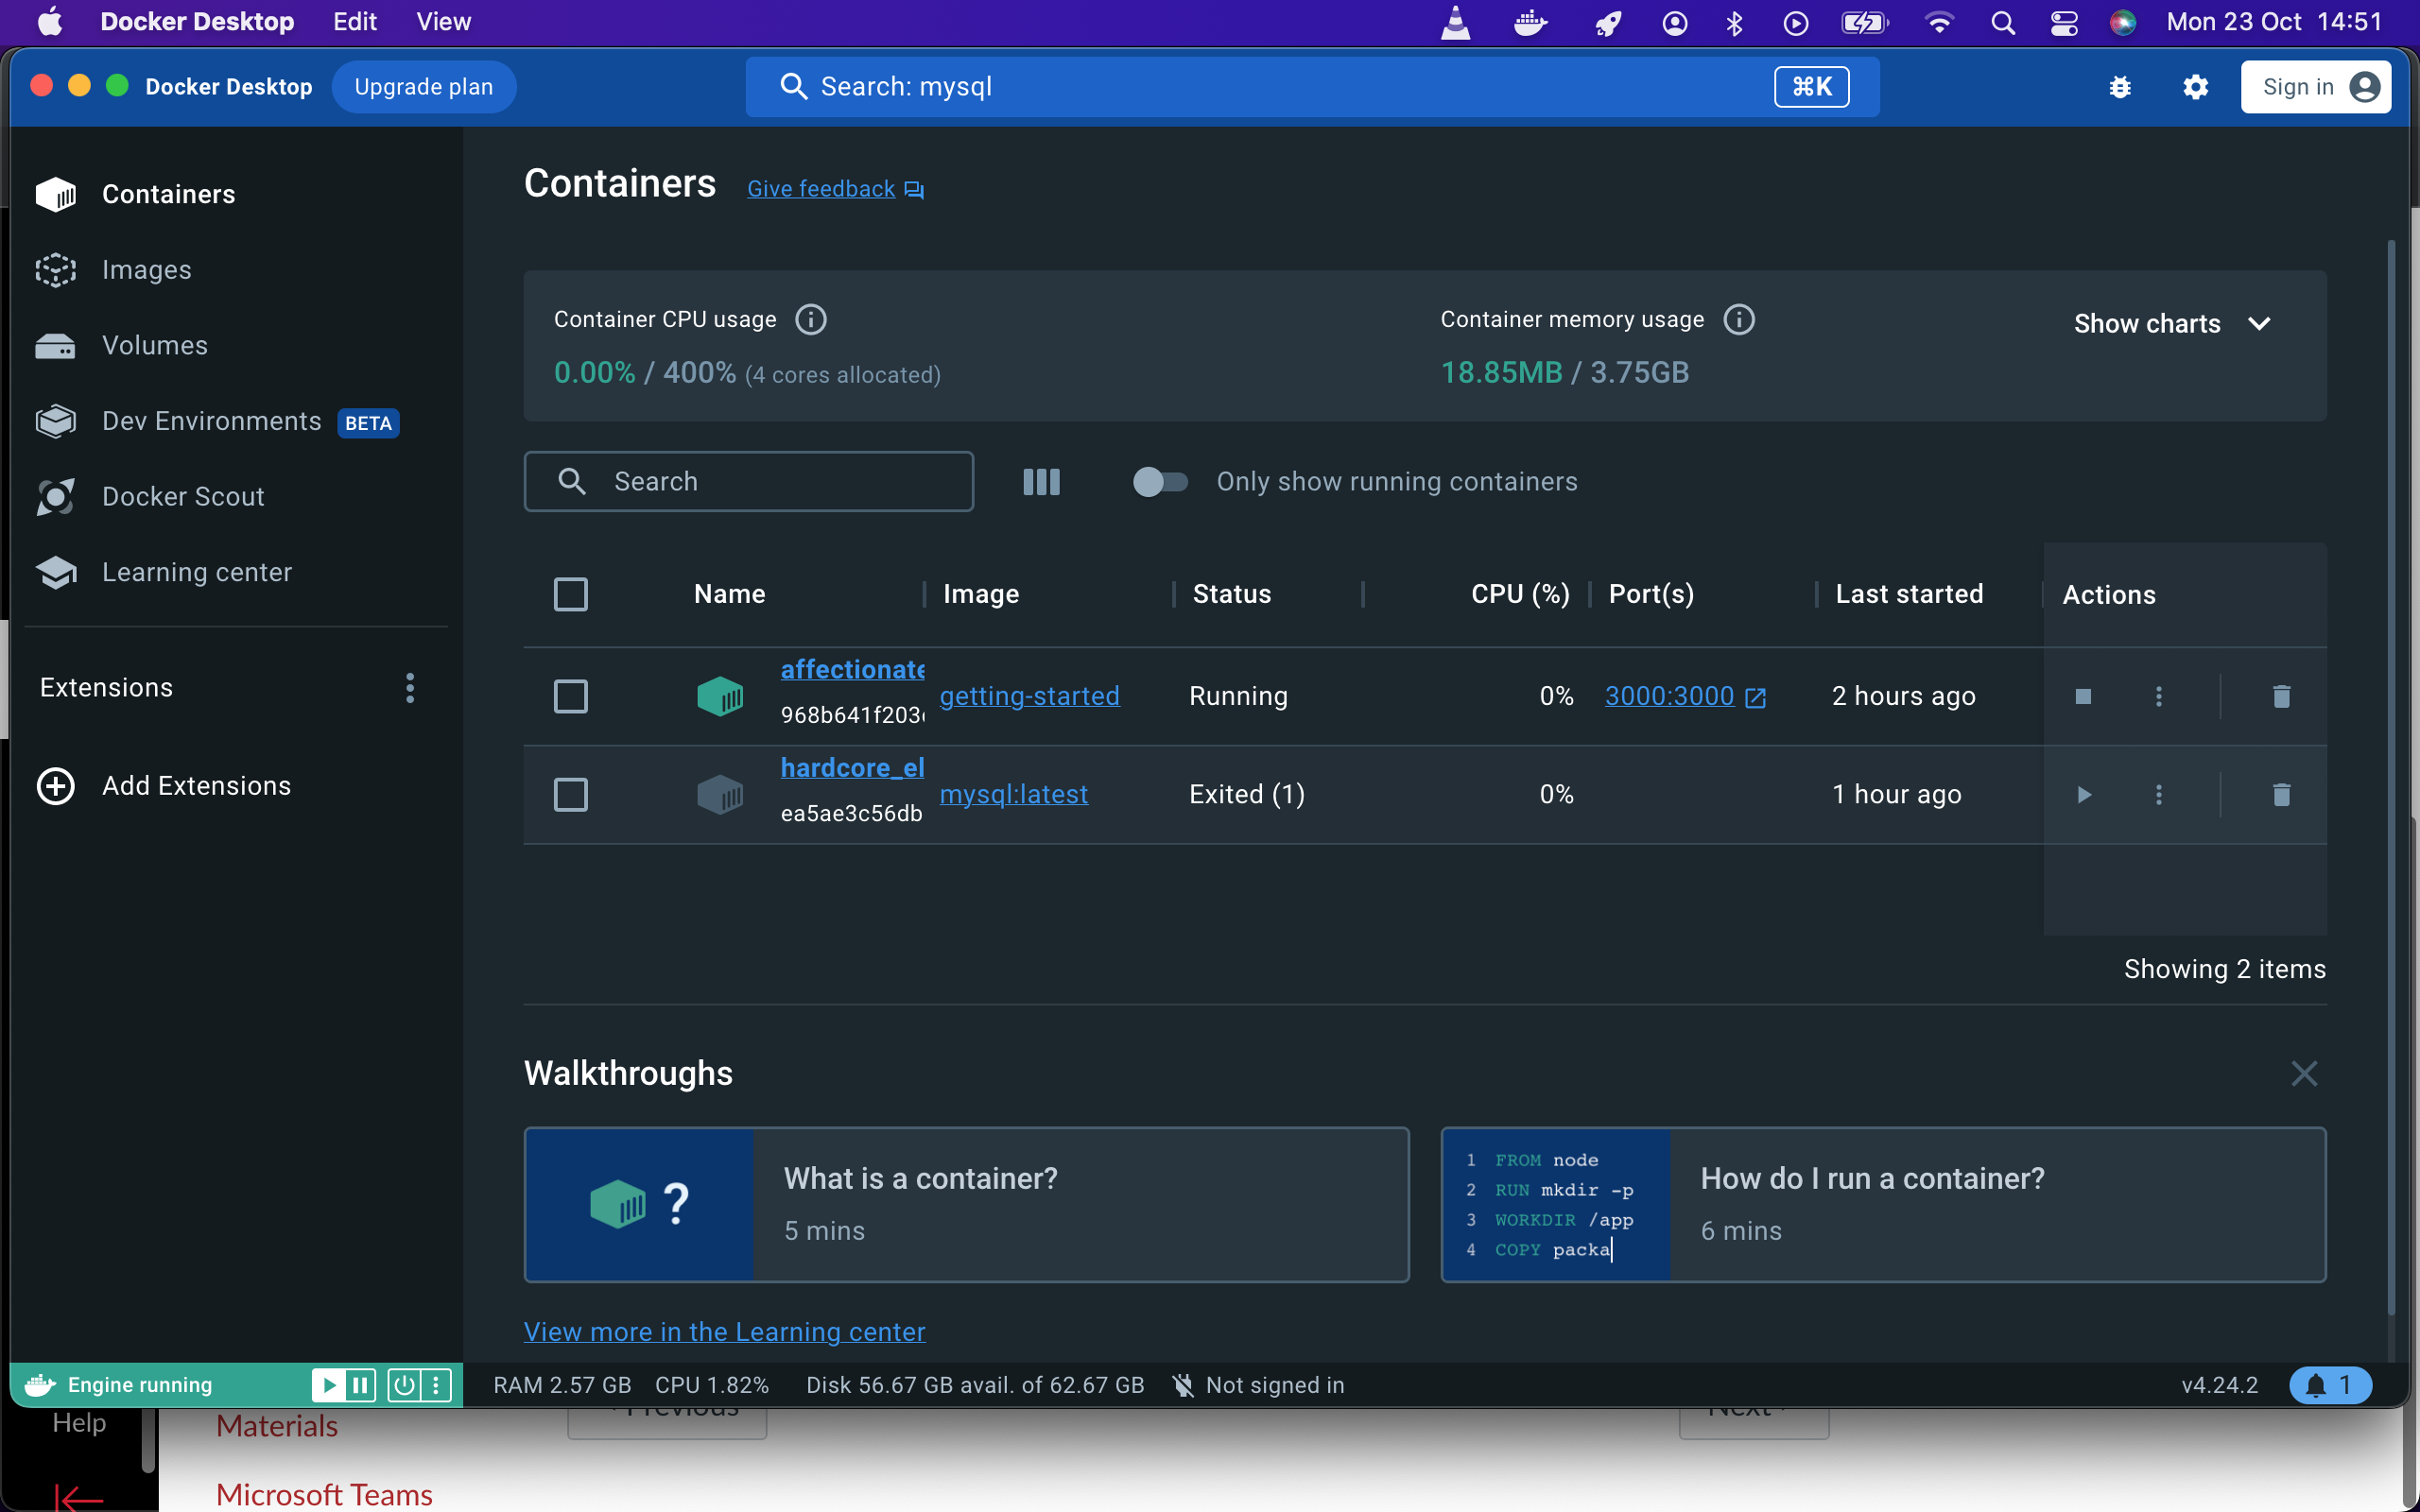 Docker Desktop Edit View Mon 23 Oct 14:51
Docker Desktop Upgrade plan Search: mysql ⌘K Sign in
Containers
Images
Volumes
Dev Environments BETA
Docker Scout
Learning center
Extensions
Add Extensions
Containers Give feedback
Container CPU usage
0.00% / 400% (4 cores allocated)
Container memory usage
18.85MB / 3.75GB
Show charts
Search
Only show running containers
Name Image Status CPU (%) Port(s) Last started Actions
affectionate
968b641f203
getting-started Running 0% 3000:3000 2 hours ago
hardcore_el
ea5ae3c56db
mysql:latest Exited (1) 0% 1 hour ago
Showing 2 items
Walkthroughs
?
What is a container?
5 mins
1 FROM node
2 RUN mkdir -p
3 WORKDIR /app
4 COPY packa
How do I run a container?
6 mins
View more in the Learning center
Engine running RAM 2.57 GB CPU 1.82% Disk 56.67 GB avail. of 62.67 GB Not signed in v4.24.2 1
Help
Materials
Previous
Next
Microsoft Teams